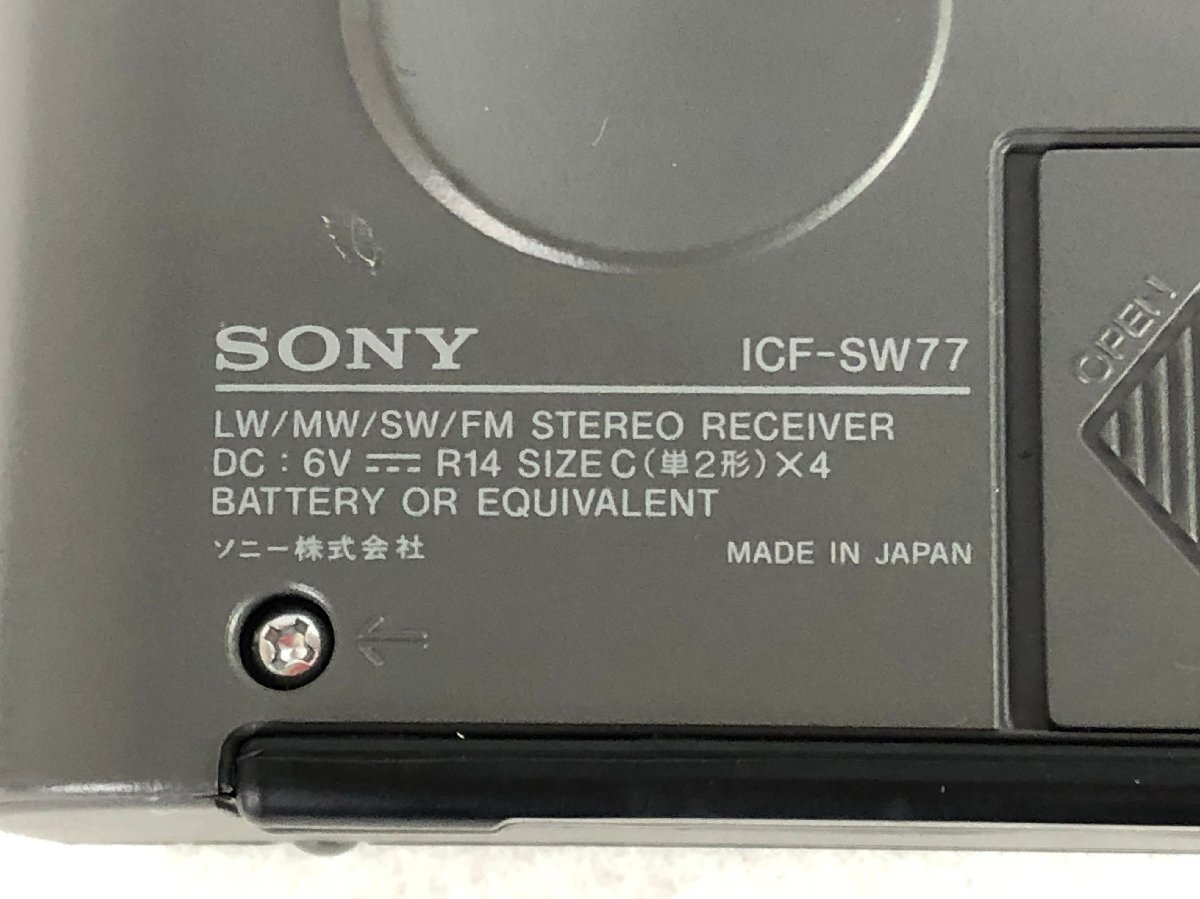 SONY ICF-SW77
LW/MW/SW/FM STEREO RECEIVER
DC : 6V ⎓ R14 SIZE C (単2形) ×4
BATTERY OR EQUIVALENT
ソニー株式会社 MADE IN JAPAN
←
OPEN